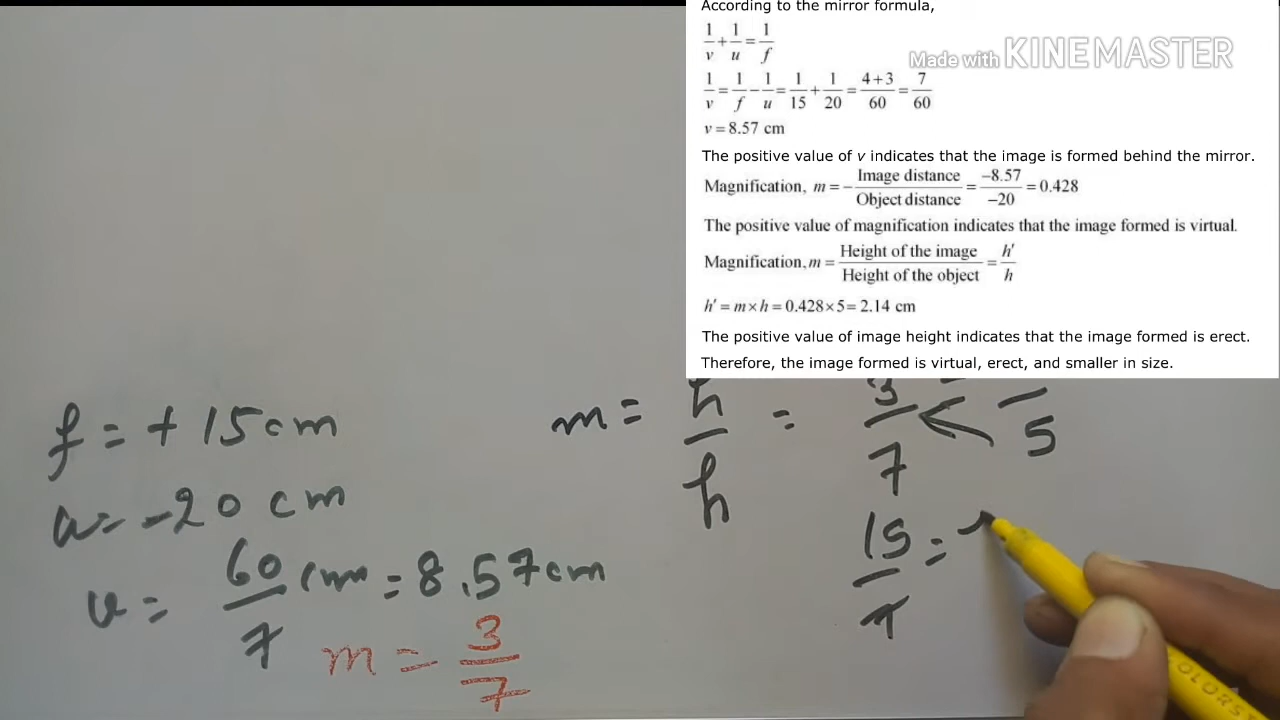 According to the mirror formula,
1/v + 1/u = 1/f
Made with KINEMASTER
1/v = 1/f - 1/u = 1/15 + 1/20 = 4+3/60 = 7/60
v = 8.57 cm
The positive value of v indicates that the image is formed behind the mirror.
Magnification, m = - Image distance/Object distance = -8.57/-20 = 0.428
The positive value of magnification indicates that the image formed is virtual.
Magnification, m = Height of the image/Height of the object = h'/h
h' = m×h = 0.428×5 = 2.14 cm
The positive value of image height indicates that the image formed is erect.
Therefore, the image formed is virtual, erect, and smaller in size.
f = + 15 cm
u = -20 cm
v = 60/7 cm = 8.57 cm
m = 3/7
m = h/h = 3/7
5
15/7 =
COLORS